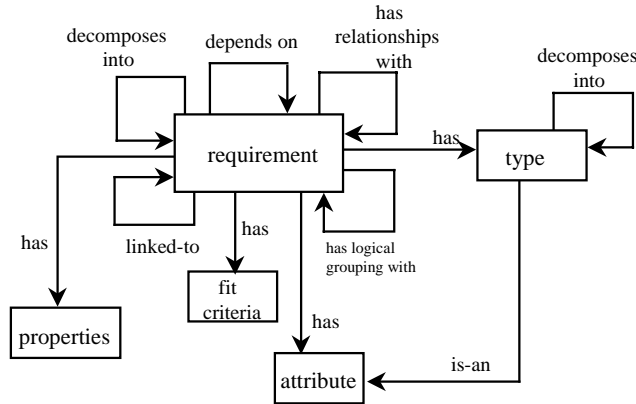 has
relationships
with
decomposes
into
depends on
decomposes
into
requirement
has
type
linked-to
has
has logical
grouping with
has
fit
criteria
properties
has
is-an
attribute